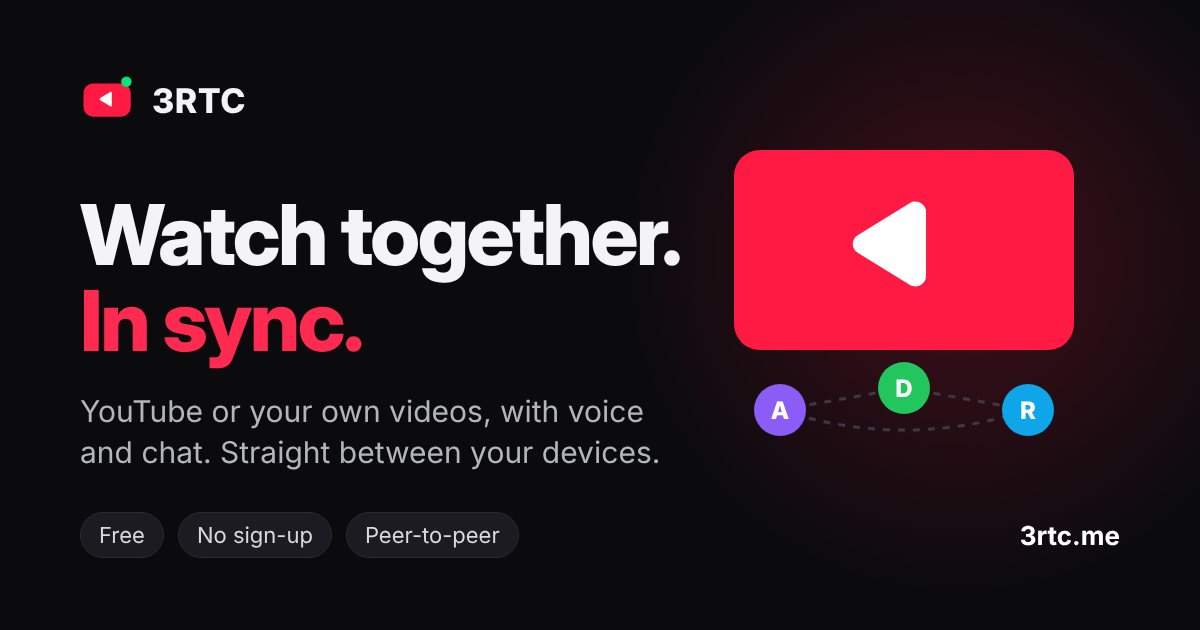 3RTC
Watch together.
In sync.
YouTube or your own videos, with voice
and chat. Straight between your devices.
Free
No sign-up
Peer-to-peer
A
D
R
3rtc.me